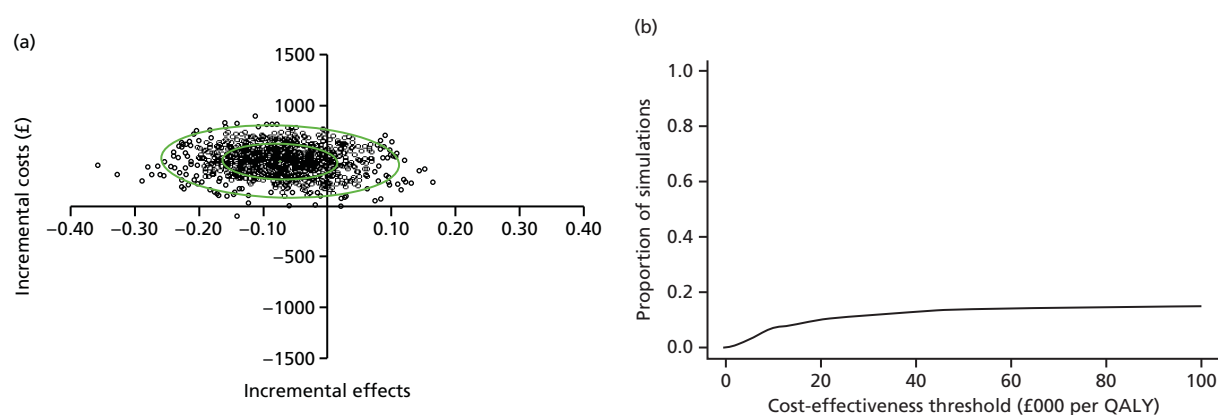 (a)
1500
1000
−0.40 −0.30 −0.20 −0.10 0.10 0.20 0.30 0.40
−500
−1000
−1500
Incremental costs (£)
Incremental effects
(b)
1.0
0.8
0.6
0.4
0.2
0.0
0 20 40 60 80 100
Proportion of simulations
Cost-effectiveness threshold (£000 per QALY)